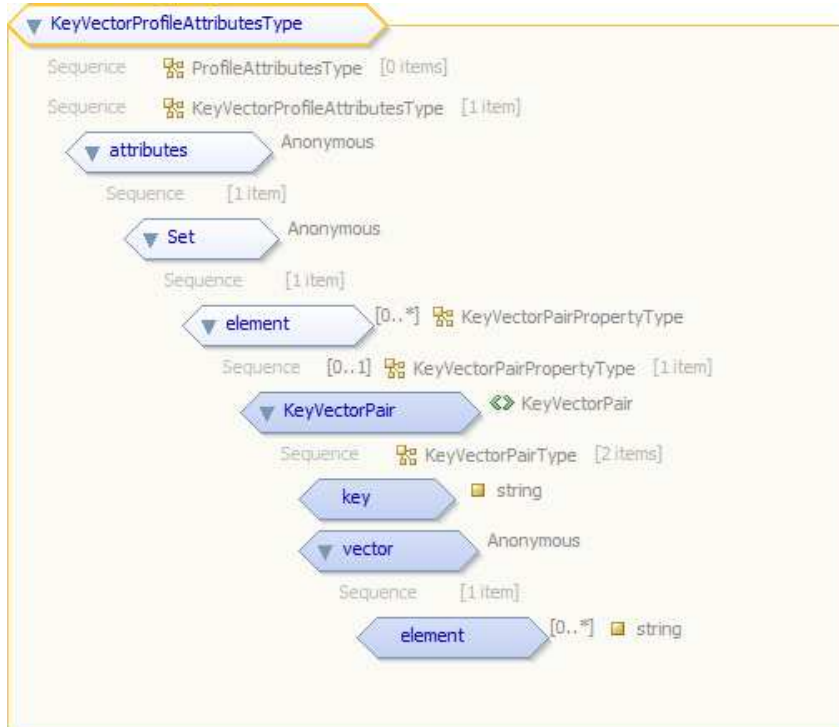 KeyVectorProfileAttributesType
Sequence ProfileAttributesType [0 items]
Sequence KeyVectorProfileAttributesType [1 item]
attributes Anonymous
Sequence [1 item]
Set Anonymous
Sequence [1 item]
element [0..*] KeyVectorPairPropertyType
Sequence [0..1] KeyVectorPairPropertyType [1 item]
KeyVectorPair KeyVectorPair
Sequence KeyVectorPairType [2 items]
key string
vector Anonymous
Sequence [1 item]
element [0..*] string